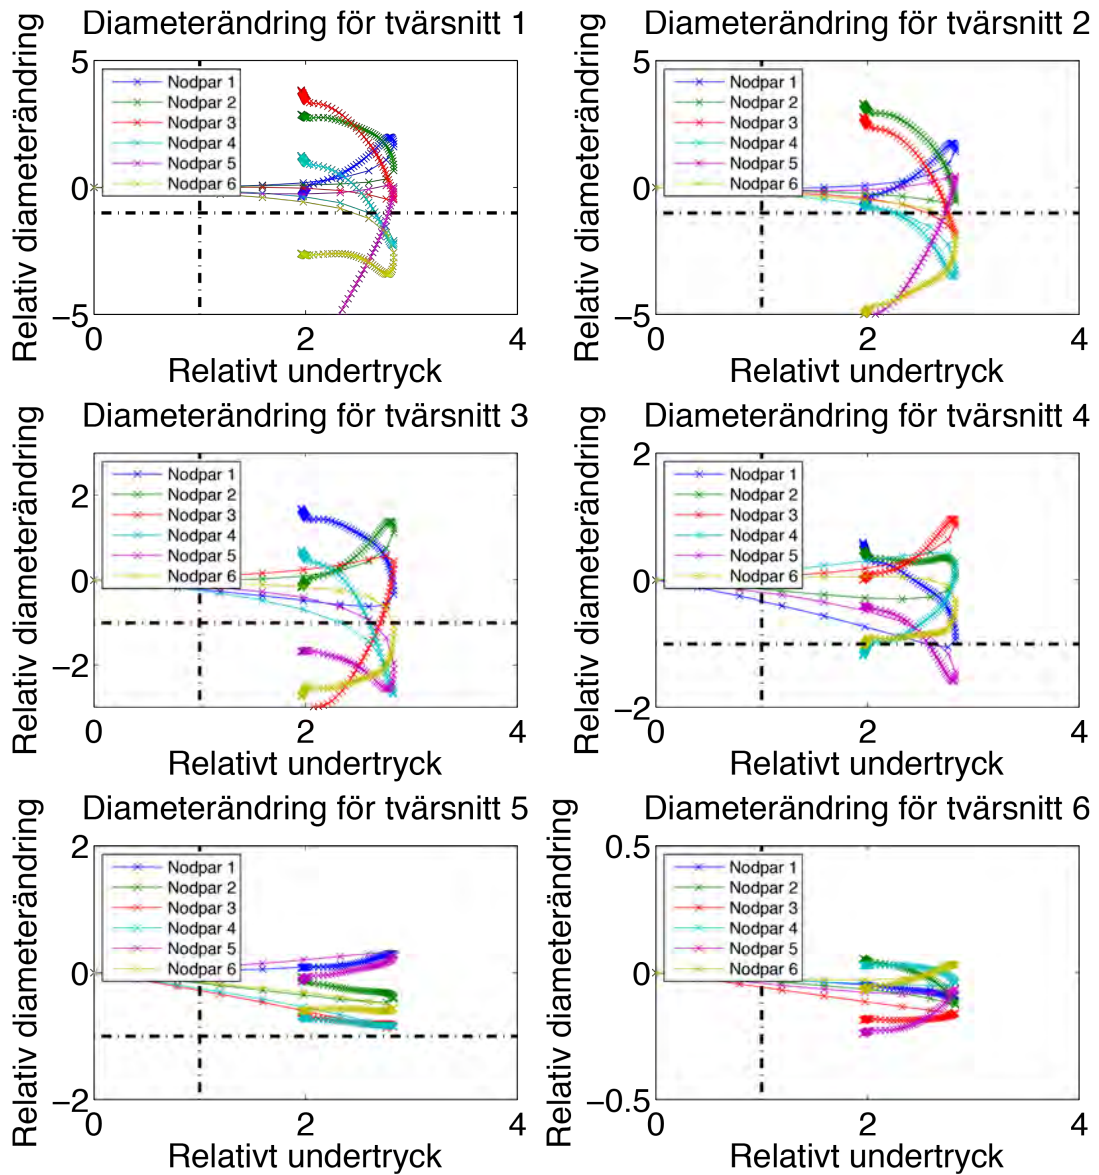 Diameterändring för tvärsnitt 1
Relativ diameterändring
5
0
−5
Nodpar 1
Nodpar 2
Nodpar 3
Nodpar 4
Nodpar 5
Nodpar 6
0
2
4
Relativt undertryck
Diameterändring för tvärsnitt 2
Relativ diameterändring
5
0
−5
Nodpar 1
Nodpar 2
Nodpar 3
Nodpar 4
Nodpar 5
Nodpar 6
0
2
4
Relativt undertryck
Diameterändring för tvärsnitt 3
Relativ diameterändring
2
0
−2
Nodpar 1
Nodpar 2
Nodpar 3
Nodpar 4
Nodpar 5
Nodpar 6
0
2
4
Relativt undertryck
Diameterändring för tvärsnitt 4
Relativ diameterändring
2
0
−2
Nodpar 1
Nodpar 2
Nodpar 3
Nodpar 4
Nodpar 5
Nodpar 6
0
2
4
Relativt undertryck
Diameterändring för tvärsnitt 5
Relativ diameterändring
2
0
−2
Nodpar 1
Nodpar 2
Nodpar 3
Nodpar 4
Nodpar 5
Nodpar 6
0
2
4
Relativt undertryck
Diameterändring för tvärsnitt 6
Relativ diameterändring
0.5
0
−0.5
Nodpar 1
Nodpar 2
Nodpar 3
Nodpar 4
Nodpar 5
Nodpar 6
0
2
4
Relativt undertryck